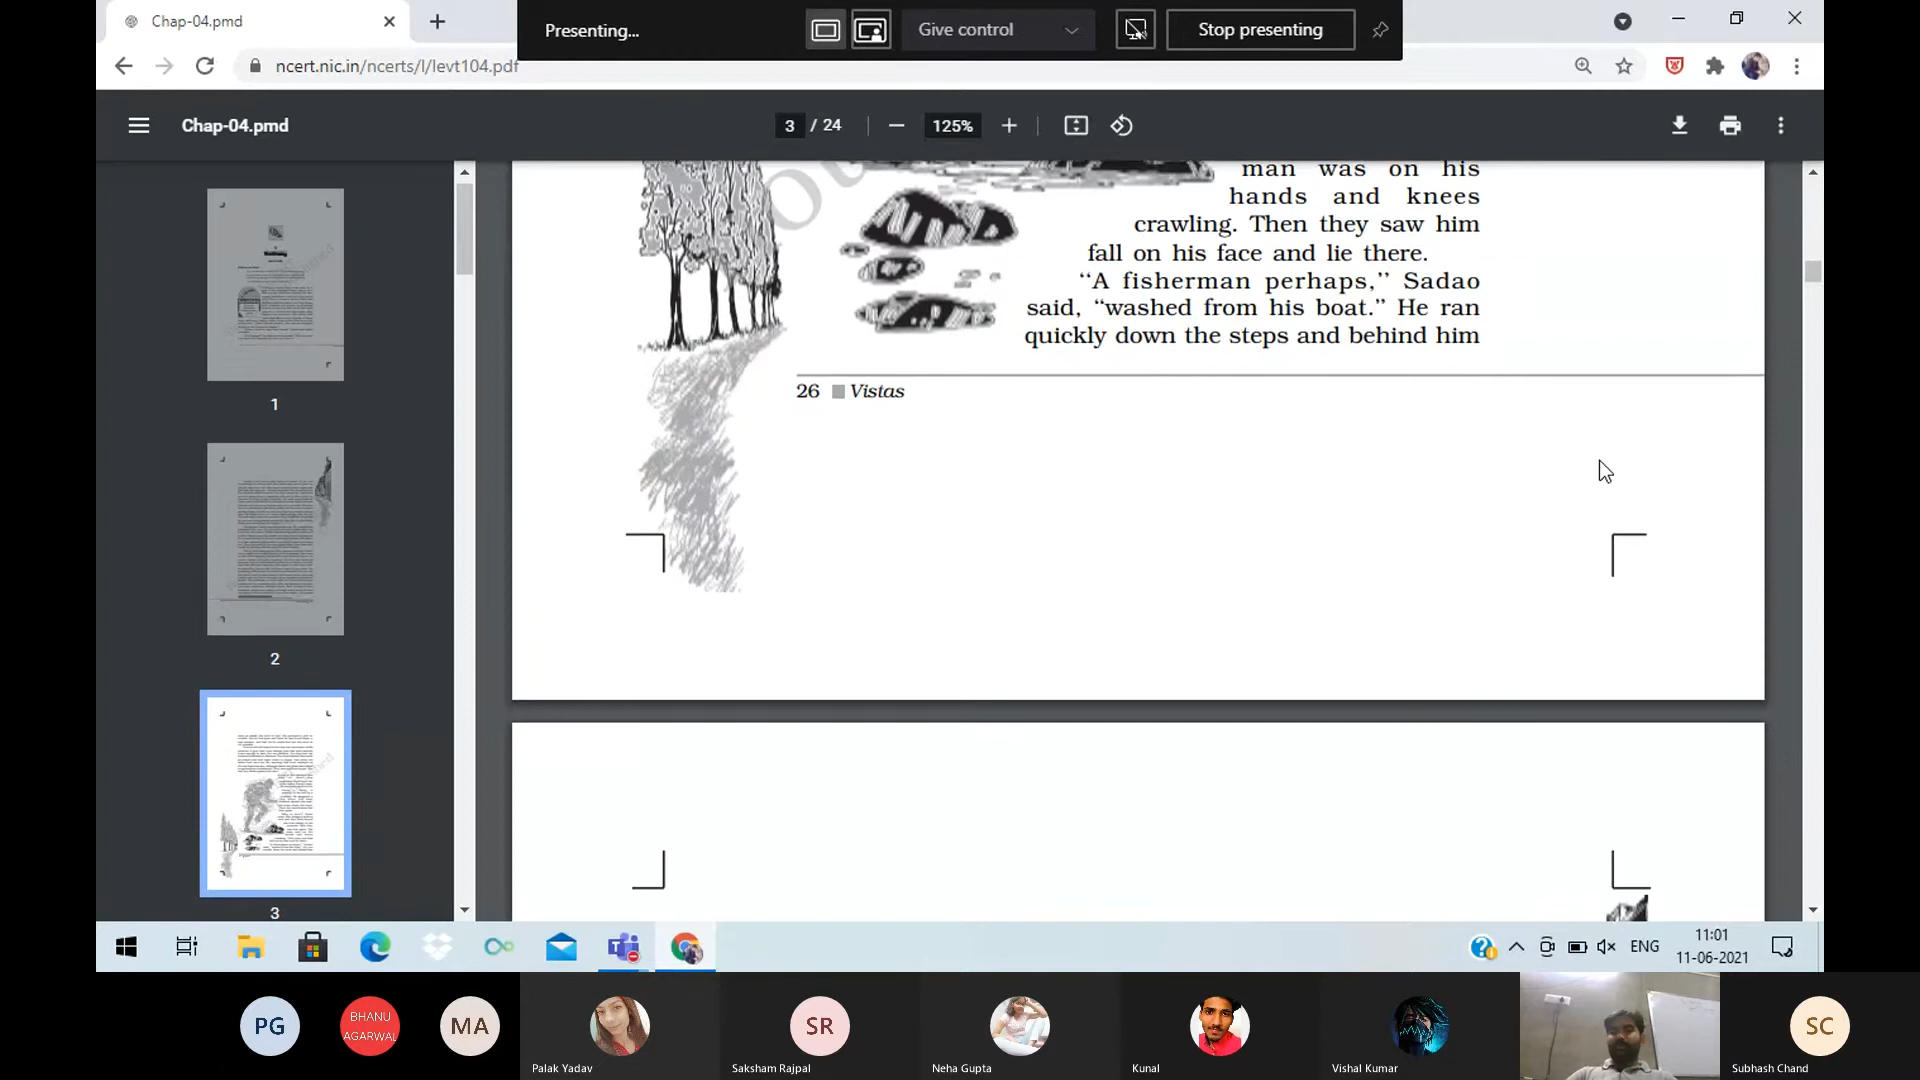 Chap-04.pmd
Presenting...
Give control
Stop presenting
ncert.nic.in/ncerts/l/levt104.pdf
Chap-04.pmd
3 / 24
125%
man was on his
hands and knees
crawling. Then they saw him
fall on his face and lie there.
‘‘A fisherman perhaps,’’ Sadao
said, “washed from his boat.” He ran
quickly down the steps and behind him
26 Vistas
1
2
3
ENG
11:01
11-06-2021
PG
BHANU
AGARWAL
MA
Palak Yadav
SR
Saksham Rajpal
Neha Gupta
Kunal
Vishal Kumar
SC
Subhash Chand